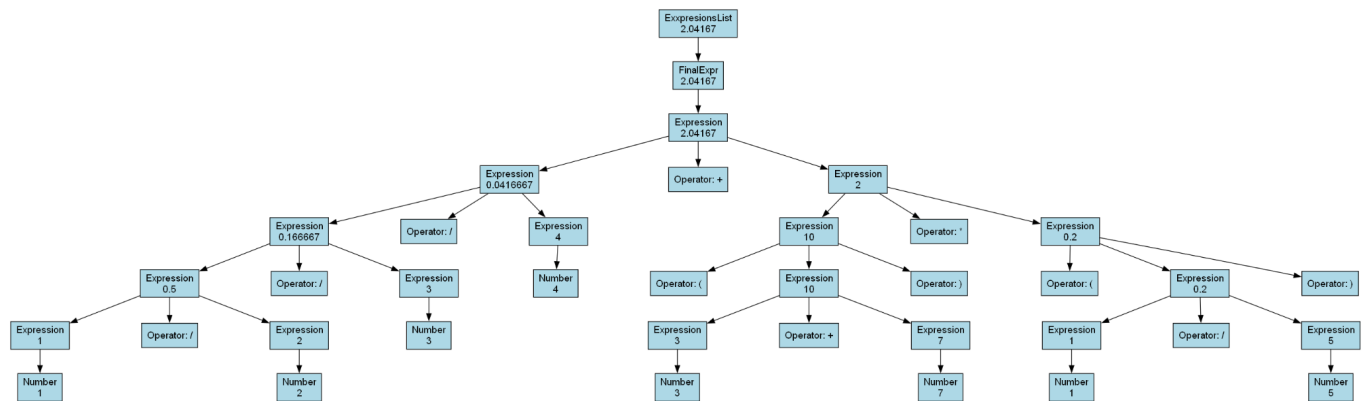 ExxpresionsList
2.04167
FinalExpr
2.04167
Expression
2.04167
Expression
0.0416667
Operator: +
Expression
2
Expression
0.166667
Operator: /
Expression
4
Expression
10
Operator: *
Expression
0.2
Expression
0.5
Operator: /
Expression
3
Number
4
Operator: (
Expression
10
Operator: )
Operator: (
Expression
0.2
Operator: )
Expression
1
Operator: /
Expression
2
Number
3
Expression
3
Operator: +
Expression
7
Expression
1
Operator: /
Expression
5
Number
1
Number
2
Number
3
Number
7
Number
1
Number
5